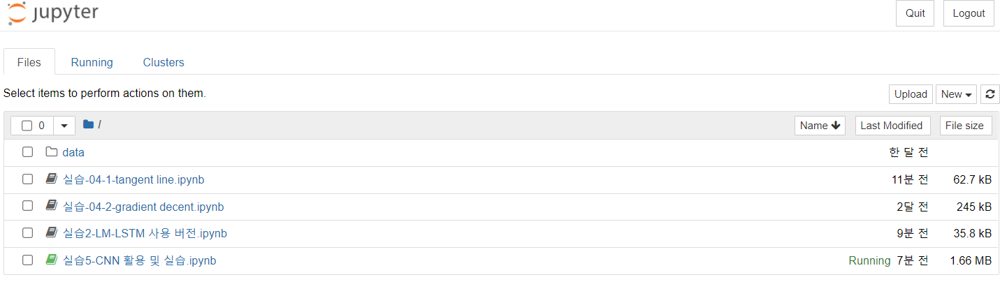 jupyter Quit Logout
Files Running Clusters
Select items to perform actions on them. Upload New
0 / Name Last Modified File size
data 한 달 전
실습-04-1-tangent line.ipynb 11분 전 62.7 kB
실습-04-2-gradient decent.ipynb 2달 전 245 kB
실습2-LM-LSTM 사용 버전.ipynb 9분 전 35.8 kB
실습5-CNN 활용 및 실습.ipynb Running 7분 전 1.66 MB